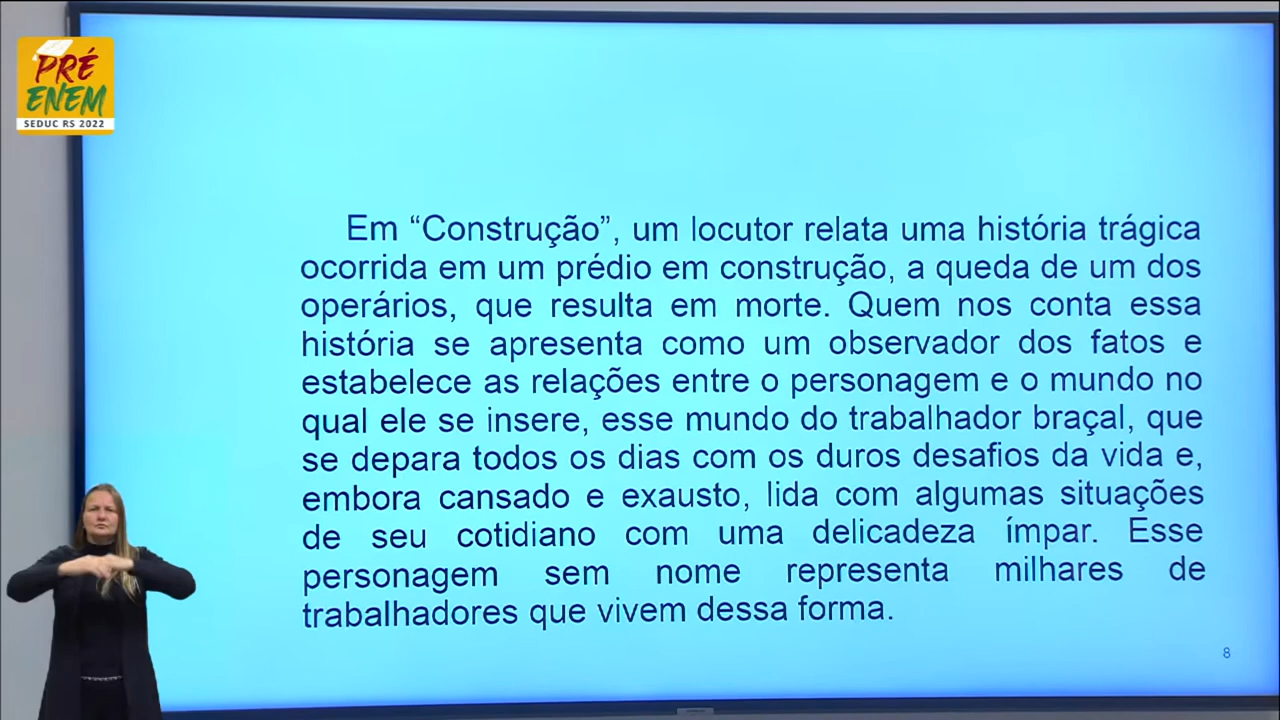 PRÉ
ENEM
SEDUC RS 2022
Em “Construção”, um locutor relata uma história trágica
ocorrida em um prédio em construção, a queda de um dos
operários, que resulta em morte. Quem nos conta essa
história se apresenta como um observador dos fatos e
estabelece as relações entre o personagem e o mundo no
qual ele se insere, esse mundo do trabalhador braçal, que
se depara todos os dias com os duros desafios da vida e,
embora cansado e exausto, lida com algumas situações
de seu cotidiano com uma delicadeza ímpar. Esse
personagem sem nome representa milhares de
trabalhadores que vivem dessa forma.
8